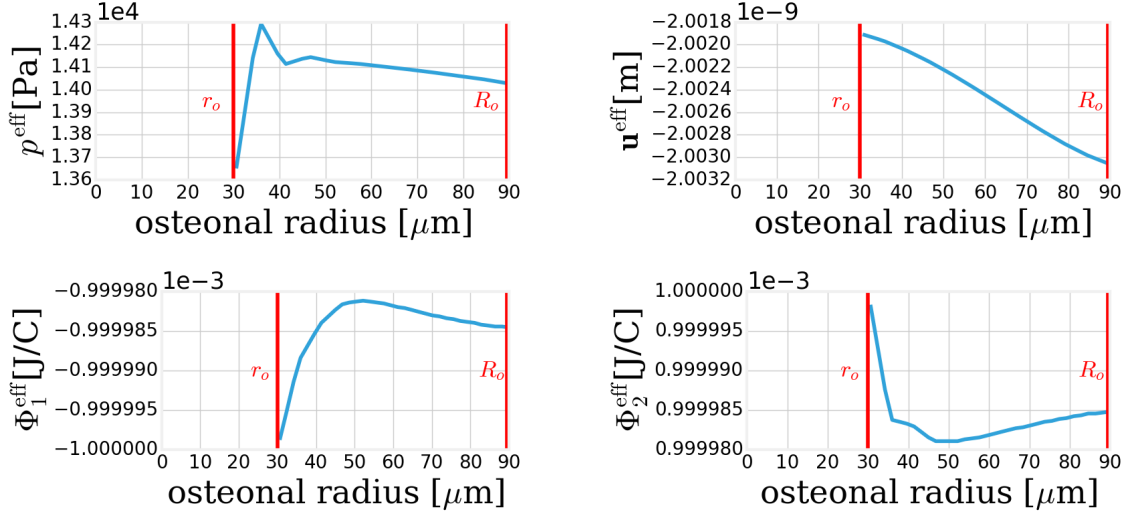 1e4
1.43
1.42
1.41
1.40
1.39
1.38
1.37
1.36
p^eff [Pa]
r_o
R_o
0 10 20 30 40 50 60 70 80 90
osteonal radius [μm]
1e−9
−2.0018
−2.0020
−2.0022
−2.0024
−2.0026
−2.0028
−2.0030
−2.0032
u^eff [m]
r_o
R_o
0 10 20 30 40 50 60 70 80 90
osteonal radius [μm]
1e−3
−0.999980
−0.999985
−0.999990
−0.999995
−1.000000
Φ_1^eff [J/C]
r_o
R_o
0 10 20 30 40 50 60 70 80 90
osteonal radius [μm]
1e−3
1.000000
0.999995
0.999990
0.999985
0.999980
Φ_2^eff [J/C]
r_o
R_o
0 10 20 30 40 50 60 70 80 90
osteonal radius [μm]